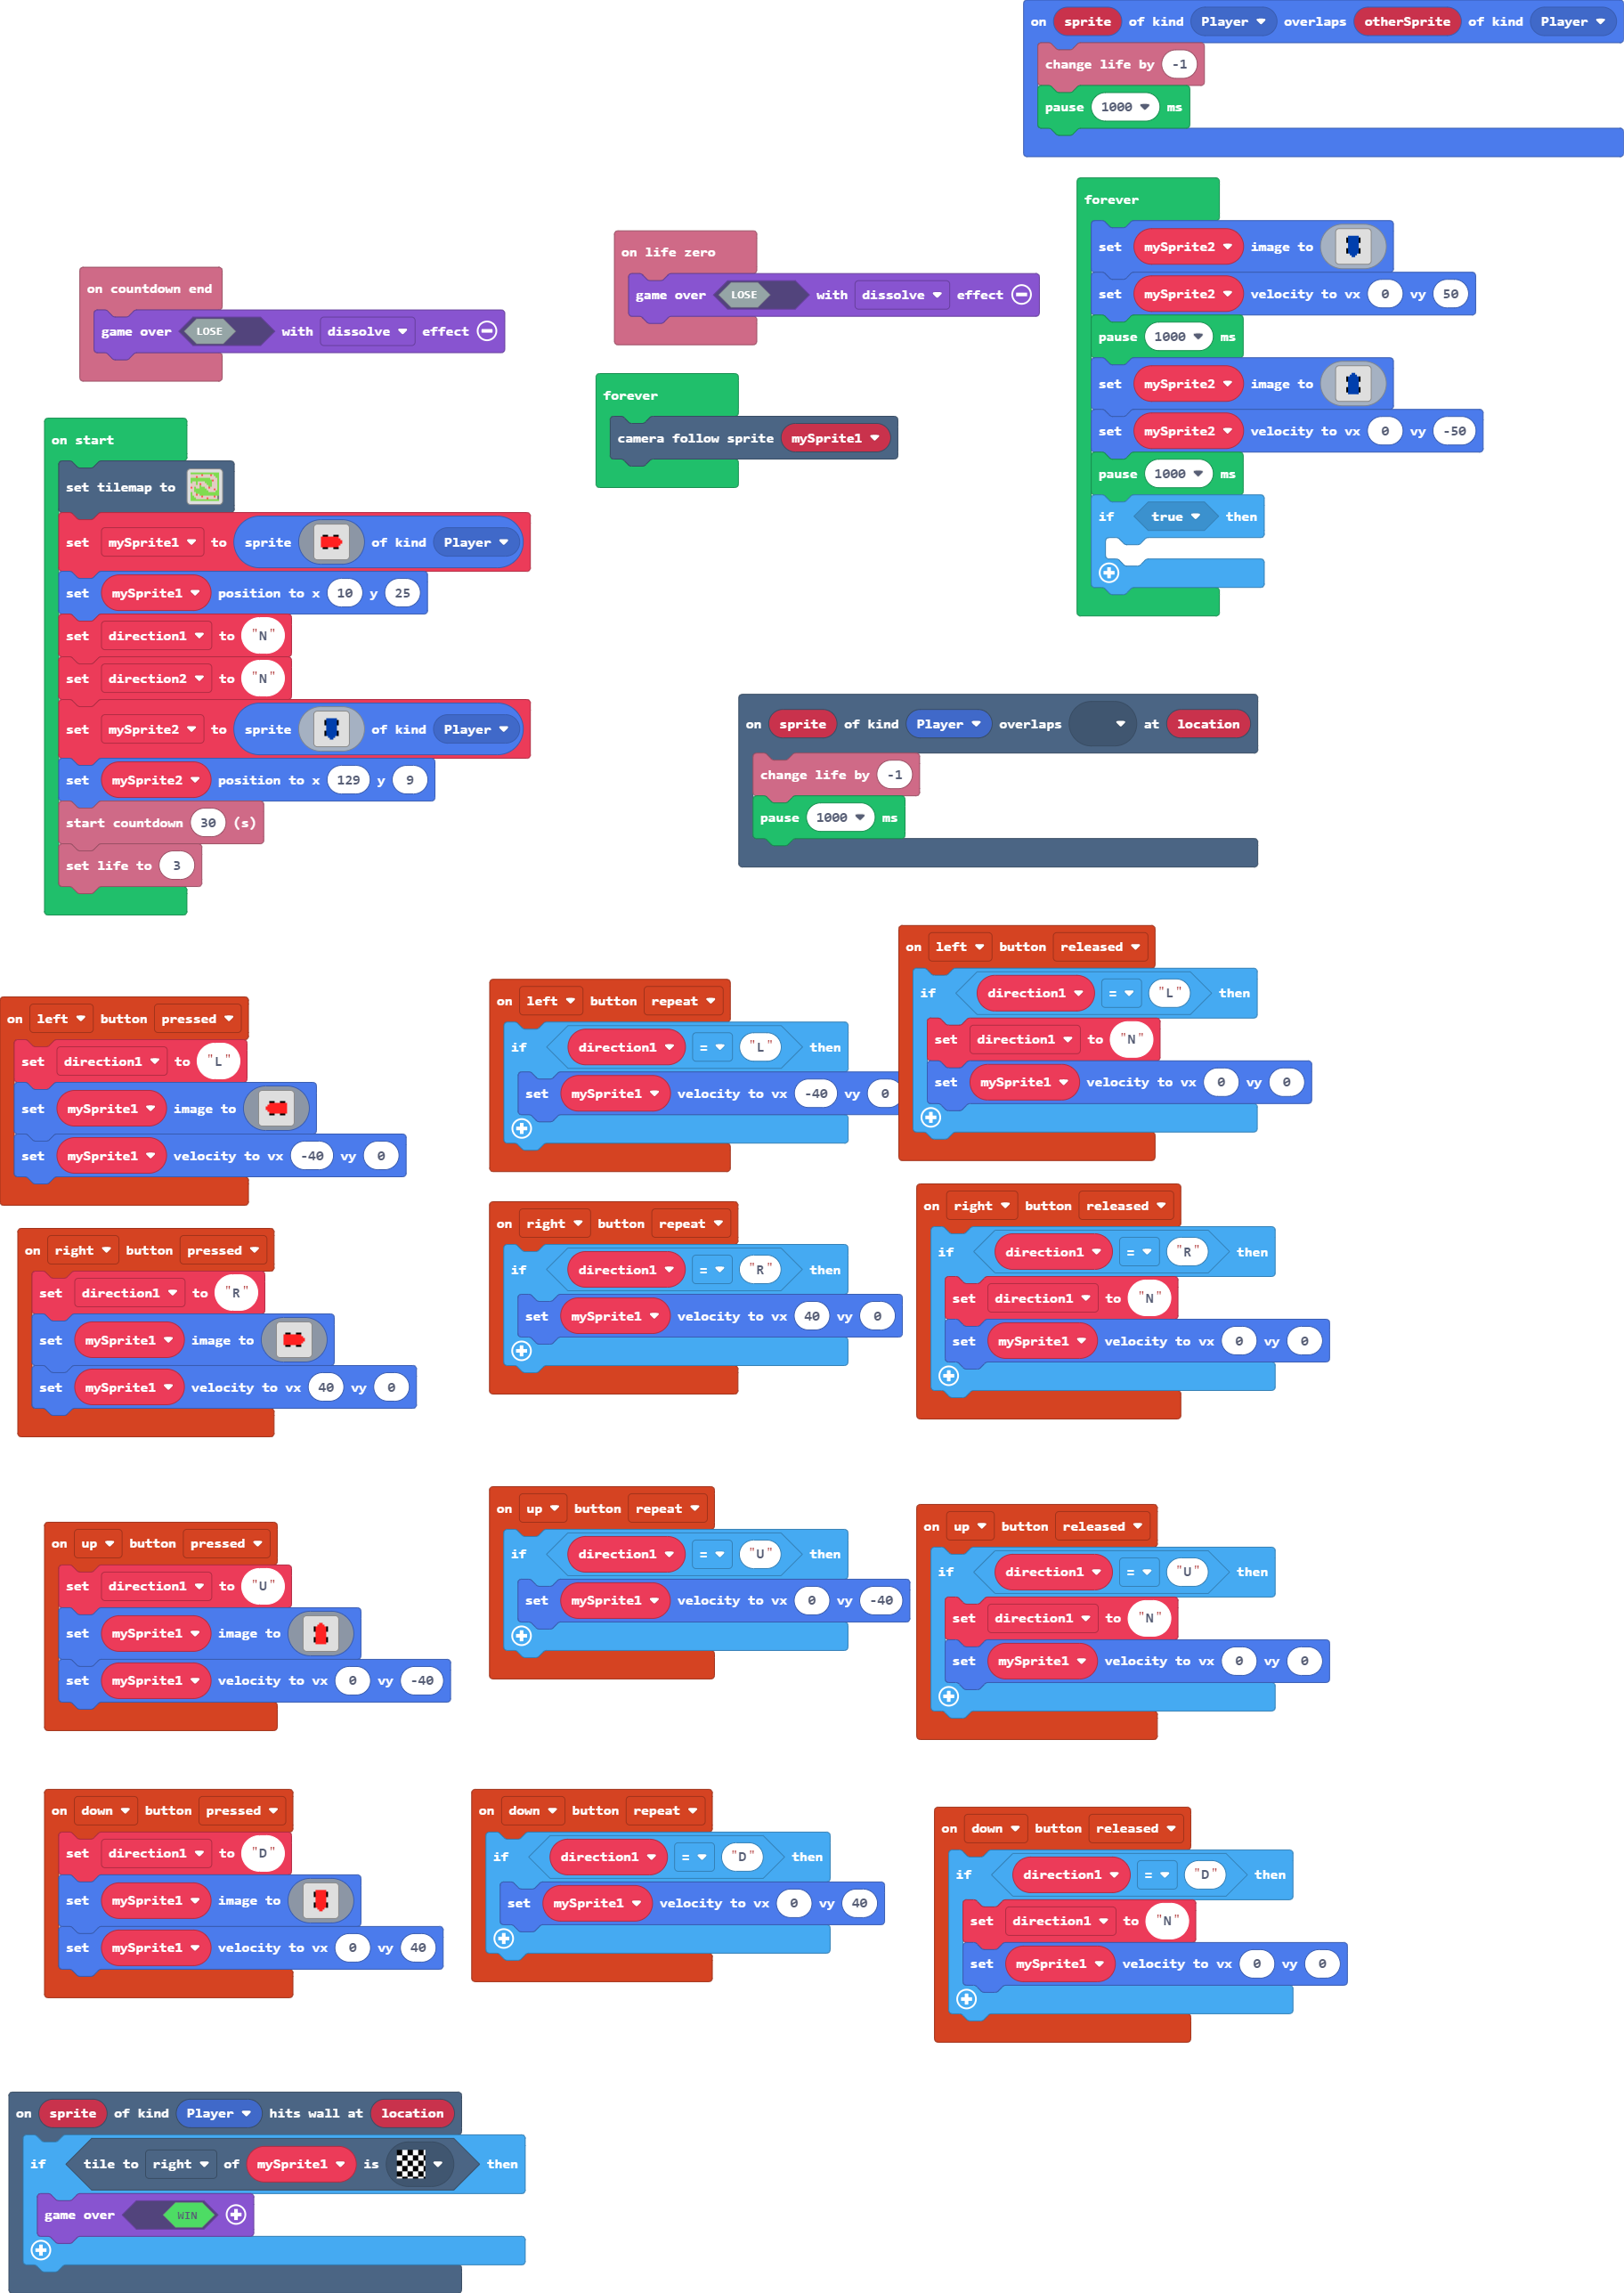 on sprite of kind Player overlaps otherSprite of kind Player
change life by -1
pause 1000 ms
forever
set mySprite2 image to
set mySprite2 velocity to vx 0 vy 50
pause 1000 ms
set mySprite2 image to
set mySprite2 velocity to vx 0 vy -50
pause 1000 ms
if true then
on life zero
game over LOSE with dissolve effect
on countdown end
game over LOSE with dissolve effect
forever
camera follow sprite mySprite1
on start
set tilemap to
set mySprite1 to sprite of kind Player
set mySprite1 position to x 10 y 25
set direction1 to "N"
set direction2 to "N"
set mySprite2 to sprite of kind Player
set mySprite2 position to x 129 y 9
start countdown 30 (s)
set life to 3
on sprite of kind Player overlaps at location
change life by -1
pause 1000 ms
on left button pressed
set direction1 to "L"
set mySprite1 image to
set mySprite1 velocity to vx -40 vy 0
on left button repeat
if direction1 = "L" then
set mySprite1 velocity to vx -40 vy 0
on left button released
if direction1 = "L" then
set direction1 to "N"
set mySprite1 velocity to vx 0 vy 0
on right button pressed
set direction1 to "R"
set mySprite1 image to
set mySprite1 velocity to vx 40 vy 0
on right button repeat
if direction1 = "R" then
set mySprite1 velocity to vx 40 vy 0
on right button released
if direction1 = "R" then
set direction1 to "N"
set mySprite1 velocity to vx 0 vy 0
on up button pressed
set direction1 to "U"
set mySprite1 image to
set mySprite1 velocity to vx 0 vy -40
on up button repeat
if direction1 = "U" then
set mySprite1 velocity to vx 0 vy -40
on up button released
if direction1 = "U" then
set direction1 to "N"
set mySprite1 velocity to vx 0 vy 0
on down button pressed
set direction1 to "D"
set mySprite1 image to
set mySprite1 velocity to vx 0 vy 40
on down button repeat
if direction1 = "D" then
set mySprite1 velocity to vx 0 vy 40
on down button released
if direction1 = "D" then
set direction1 to "N"
set mySprite1 velocity to vx 0 vy 0
on sprite of kind Player hits wall at location
if tile to right of mySprite1 is then
game over WIN